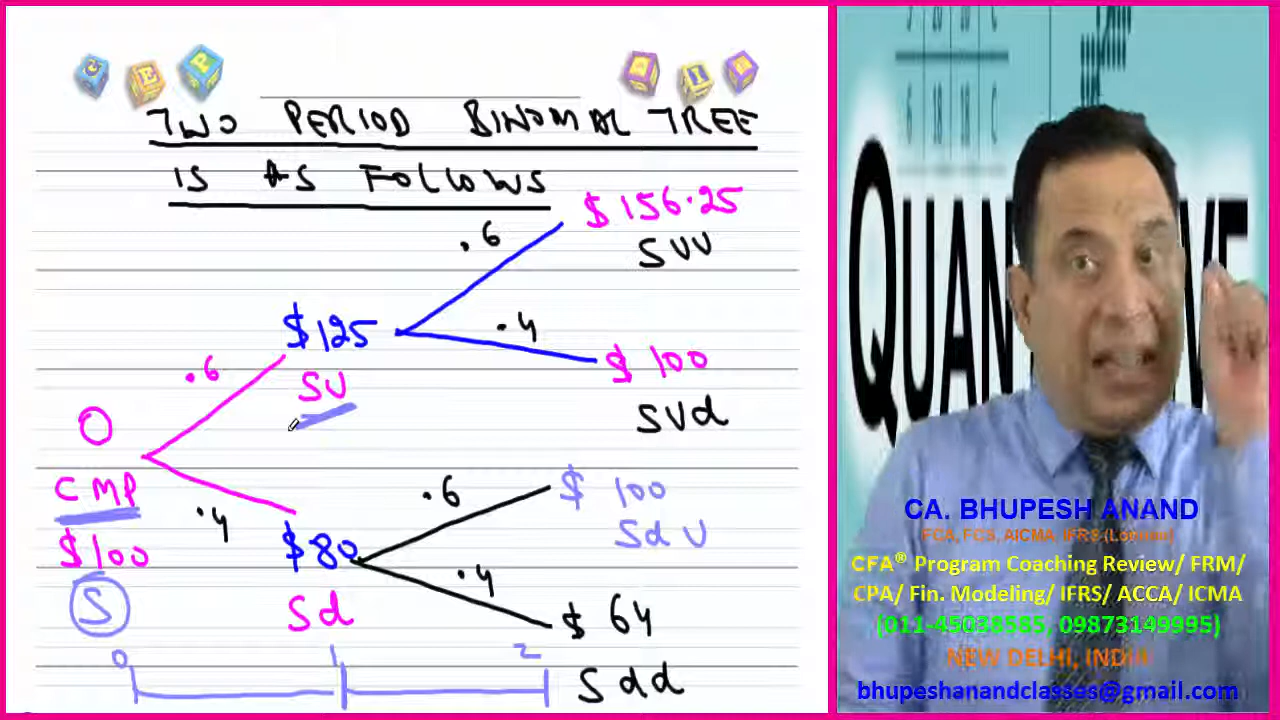 TWO PERIOD BINOMAL TREE
IS AS FOLLOWS
$ 156.25
SUU
.6
$125
SU
.4
$ 100
SUd
.6
0
CMP
$100
S
.4
$80
Sd
.6
$ 100
SdU
.4
$ 64
Sdd
0
1
2
QUAN
VE
CA. BHUPESH ANAND
FCA, FCS, AICMA, IFRS (London)
CFA® Program Coaching Review/ FRM/
CPA/ Fin. Modeling/ IFRS/ ACCA/ ICMA
(011-45038585, 09873149995)
NEW DELHI, INDIA
bhupeshanandclasses@gmail.com